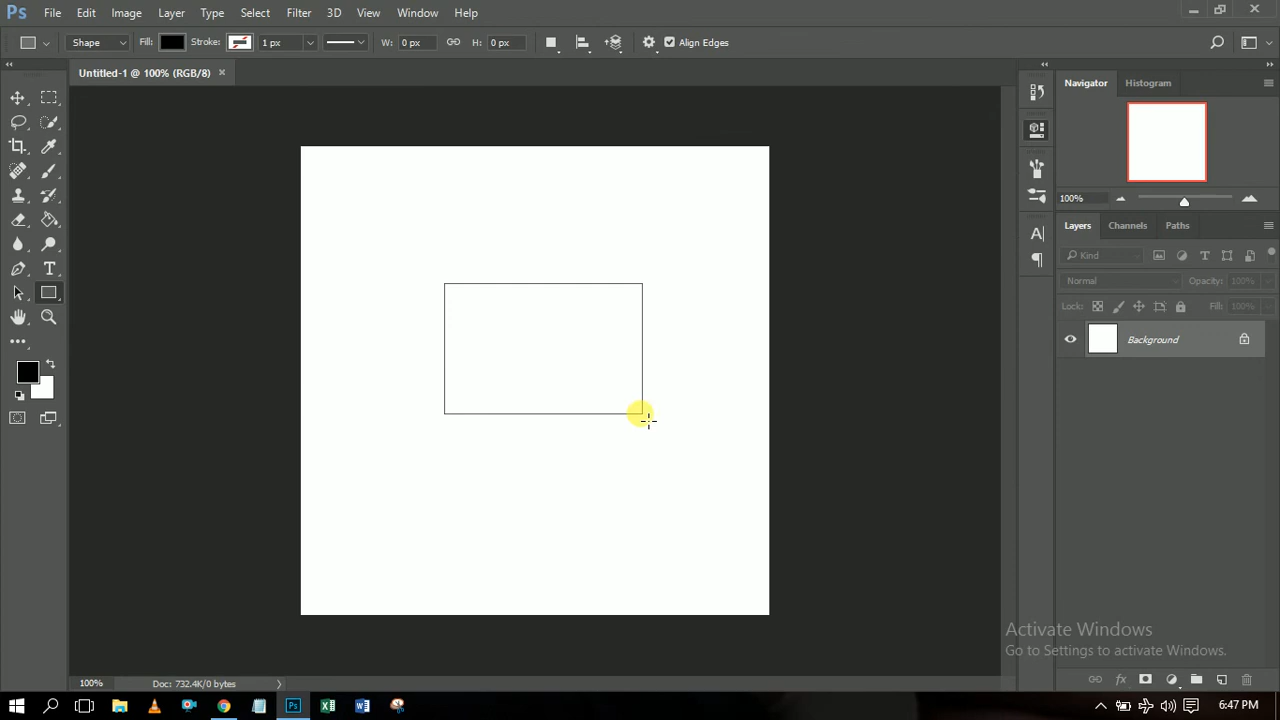 Ps File Edit Image Layer Type Select Filter 3D View Window Help
Shape Fill: Stroke: 1 px W: 0 px H: 0 px Align Edges
Untitled-1 @ 100% (RGB/8) ×
Navigator Histogram
100%
Layers Channels Paths
Kind
Normal Opacity: 100%
Lock: Fill: 100%
Background
Activate Windows
Go to Settings to activate Windows.
100% Doc: 732.4K/0 bytes
6:47 PM